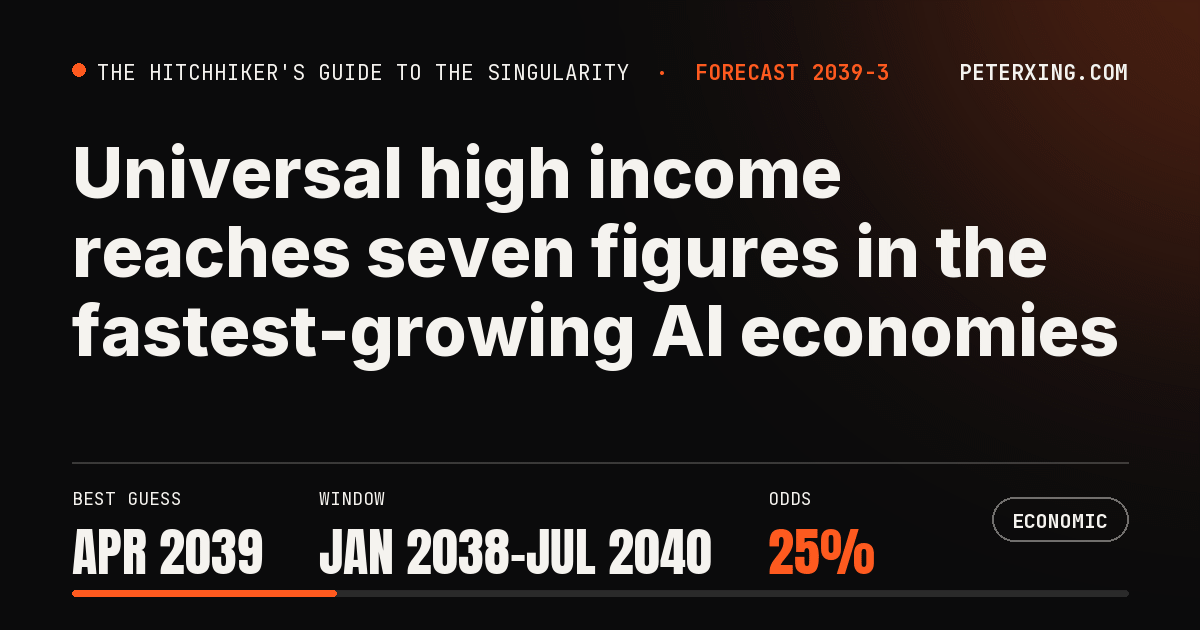 THE HITCHHIKER'S GUIDE TO THE SINGULARITY · FORECAST 2039-3 PETERXING.COM
Universal high income
reaches seven figures in the
fastest-growing AI economies
BEST GUESS WINDOW ODDS
ECONOMIC
APR 2039 JAN 2038–JUL 2040 25%